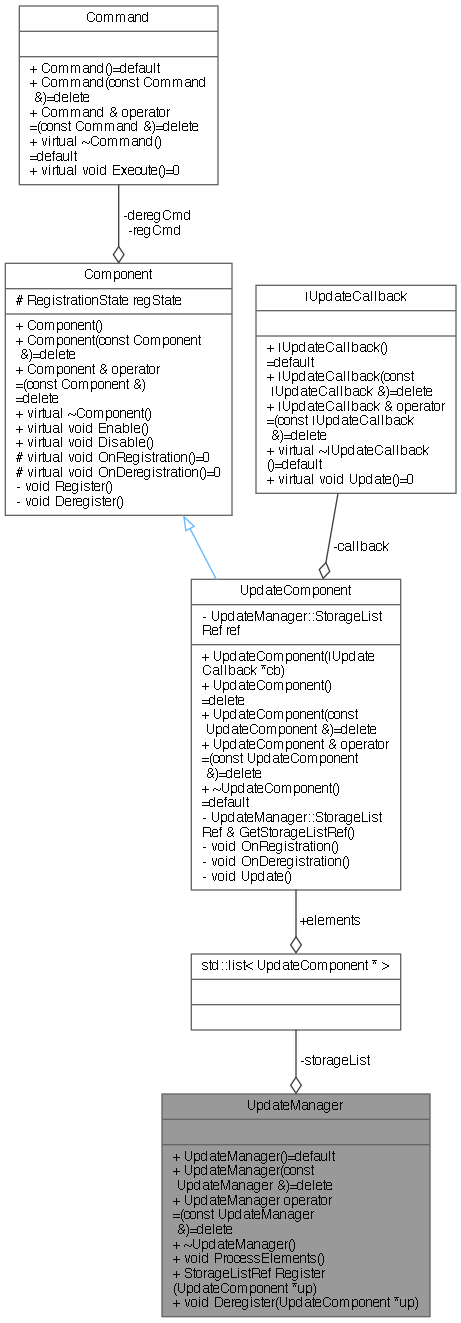 Command
+ Command()=default
+ Command(const Command
&)=delete
+ Command & operator
=(const Command &)=delete
+ virtual ~Command()
=default
+ virtual void Execute()=0
-deregCmd
-regCmd
Component
# RegistrationState regState
+ Component()
+ Component(const Component
&)=delete
+ Component & operator
=(const Component &)
=delete
+ virtual ~Component()
+ virtual void Enable()
+ virtual void Disable()
# virtual void OnRegistration()=0
# virtual void OnDeregistration()=0
- void Register()
- void Deregister()
IUpdateCallback
+ IUpdateCallback()
=default
+ IUpdateCallback(const
IUpdateCallback &)=delete
+ IUpdateCallback & operator
=(const IUpdateCallback
&)=delete
+ virtual ~IUpdateCallback
()=default
+ virtual void Update()=0
-callback
UpdateComponent
- UpdateManager::StorageList
Ref ref
+ UpdateComponent(IUpdate
Callback *cb)
+ UpdateComponent()
=delete
+ UpdateComponent(const
UpdateComponent &)=delete
+ UpdateComponent & operator
=(const UpdateComponent
&)=delete
+ ~UpdateComponent()
=default
- UpdateManager::StorageList
Ref & GetStorageListRef()
- void OnRegistration()
- void OnDeregistration()
- void Update()
+elements
std::list< UpdateComponent * >
-storageList
UpdateManager
+ UpdateManager()=default
+ UpdateManager(const
UpdateManager &)=delete
+ UpdateManager operator
=(const UpdateManager
&)=delete
+ ~UpdateManager()
+ void ProcessElements()
+ StorageListRef Register
(UpdateComponent *up)
+ void Deregister(UpdateComponent *up)